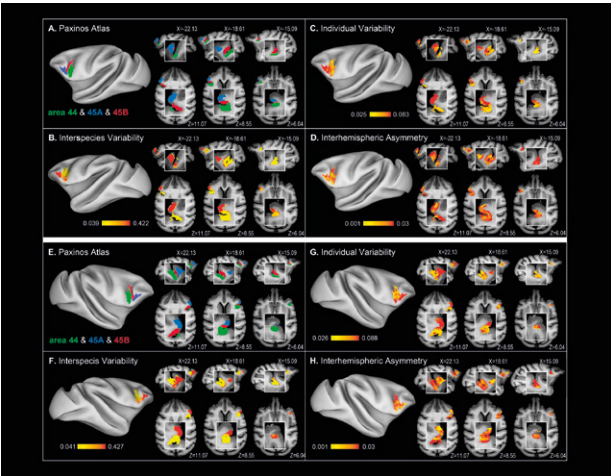 A. Paxinos Atlas
X=-22.13 X=-18.61 X=-15.09
area 44 & 45A & 45B
Z=11.07 Z=8.55 Z=6.04
C. Individual Variability
X=-22.13 X=-18.61 X=-15.09
0.025 0.083
Z=11.07 Z=8.55 Z=6.04
B. Interspecies Variability
X=-22.13 X=-18.61 X=-15.09
0.039 0.422
Z=11.07 Z=8.55 Z=6.04
D. Interhemispheric Asymmetry
X=-22.13 X=-18.61 X=-15.09
0.001 0.03
Z=11.07 Z=8.55 Z=6.04
E. Paxinos Atlas
X=22.13 X=18.61 X=15.09
area 44 & 45A & 45B
Z=11.07 Z=8.55 Z=6.04
G. Individual Variability
X=22.13 X=18.61 X=15.09
0.026 0.088
Z=11.07 Z=8.55 Z=6.04
F. Interspecis Variability
X=22.13 X=18.61 X=15.09
0.041 0.427
Z=11.07 Z=8.55 Z=6.04
H. Interhemispheric Asymmetry
X=22.13 X=18.61 X=15.09
0.001 0.03
Z=11.07 Z=8.55 Z=6.04